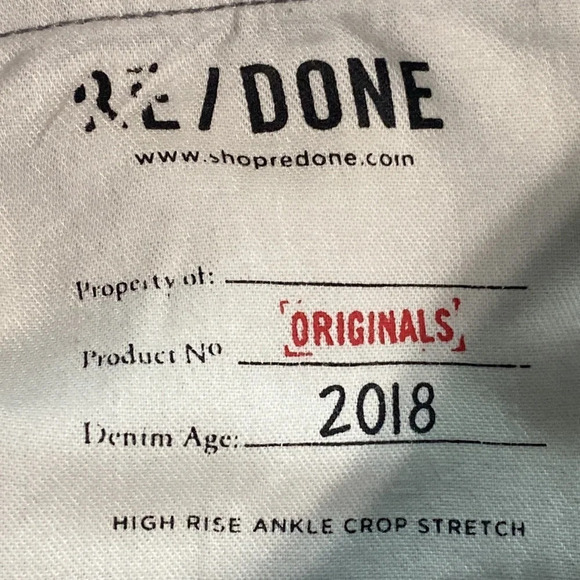 RE/DONE
www.shopredone.com
Property of:
Product Nº ORIGINALS
Denim Age: 2018
HIGH RISE ANKLE CROP STRETCH